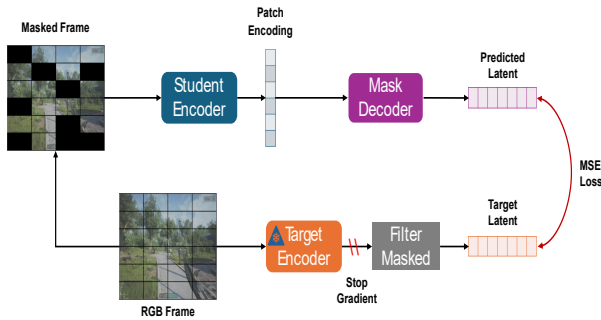 Masked Frame
Patch
Encoding
Student
Encoder
Mask
Decoder
Predicted
Latent
MSE
Loss
RGB Frame
Target
Encoder
Stop
Gradient
Filter
Masked
Target
Latent